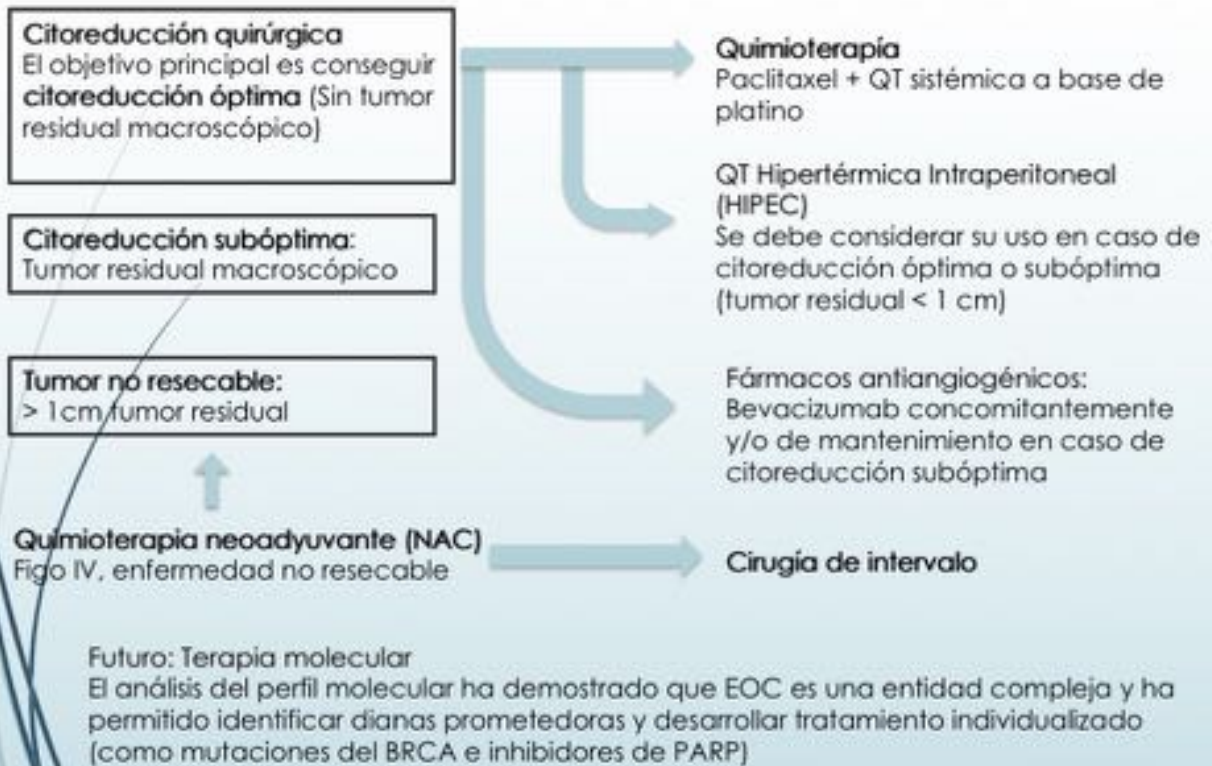 Citoreducción quirúrgica
El objetivo principal es conseguir
citoreducción óptima (Sin tumor
residual macroscópico)
Citoreducción subóptima:
Tumor residual macroscópico
Tumor no resecable:
> 1cm tumor residual
Quimioterapia neoadyuvante (NAC)
Figo IV, enfermedad no resecable
Quimioterapía
Paclitaxel + QT sistémica a base de
platino
QT Hipertérmica Intraperitoneal
(HIPEC)
Se debe considerar su uso en caso de
citoreducción óptima o subóptima
(tumor residual < 1 cm)
Fármacos antiangiogénicos:
Bevacizumab concomitantemente
y/o de mantenimiento en caso de
citoreducción subóptima
Cirugía de intervalo
Futuro: Terapia molecular
El análisis del perfil molecular ha demostrado que EOC es una entidad compleja y ha
permitido identificar dianas prometedoras y desarrollar tratamiento individualizado
(como mutaciones del BRCA e inhibidores de PARP)